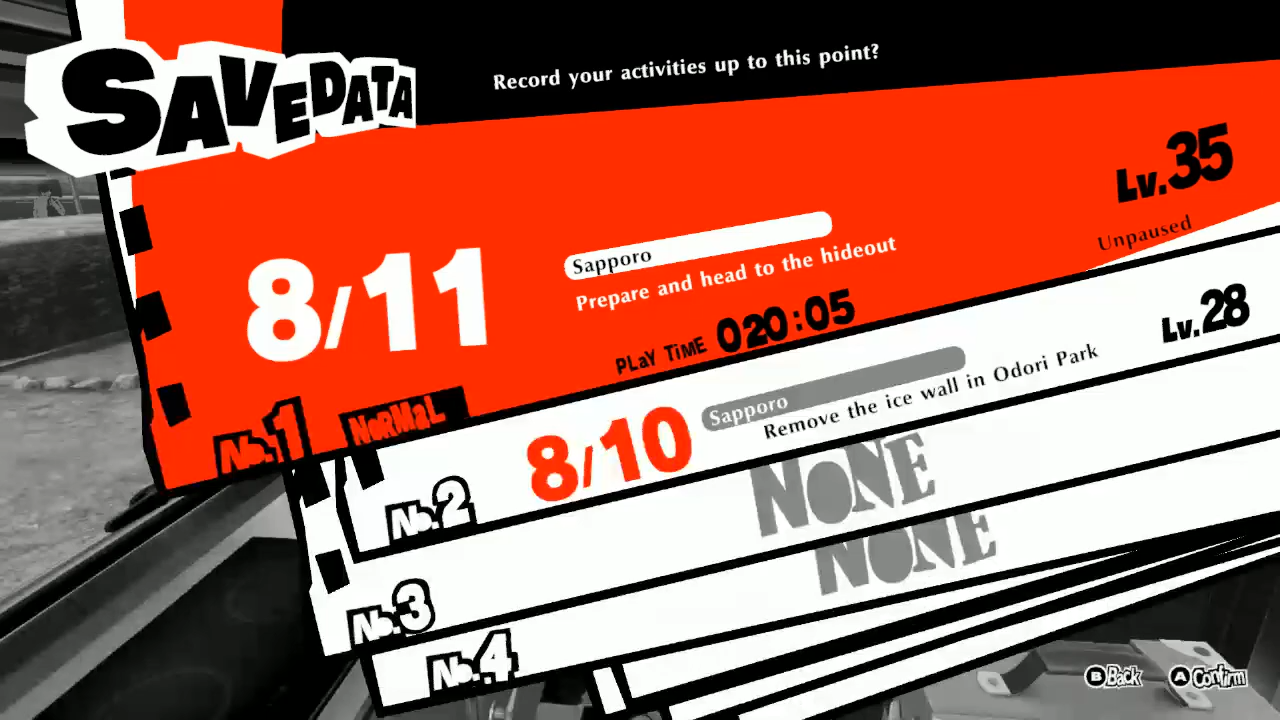 SAVEDATA
Record your activities up to this point?
Lv.35
Unpaused
8/11
Sapporo
Prepare and head to the hideout
PLaY TiME 020:05
No.1 NoRMaL
Lv.28
8/10
Sapporo
Remove the ice wall in Odori Park
No.2
NONE
No.3
NONE
No.4
B Back A Confirm